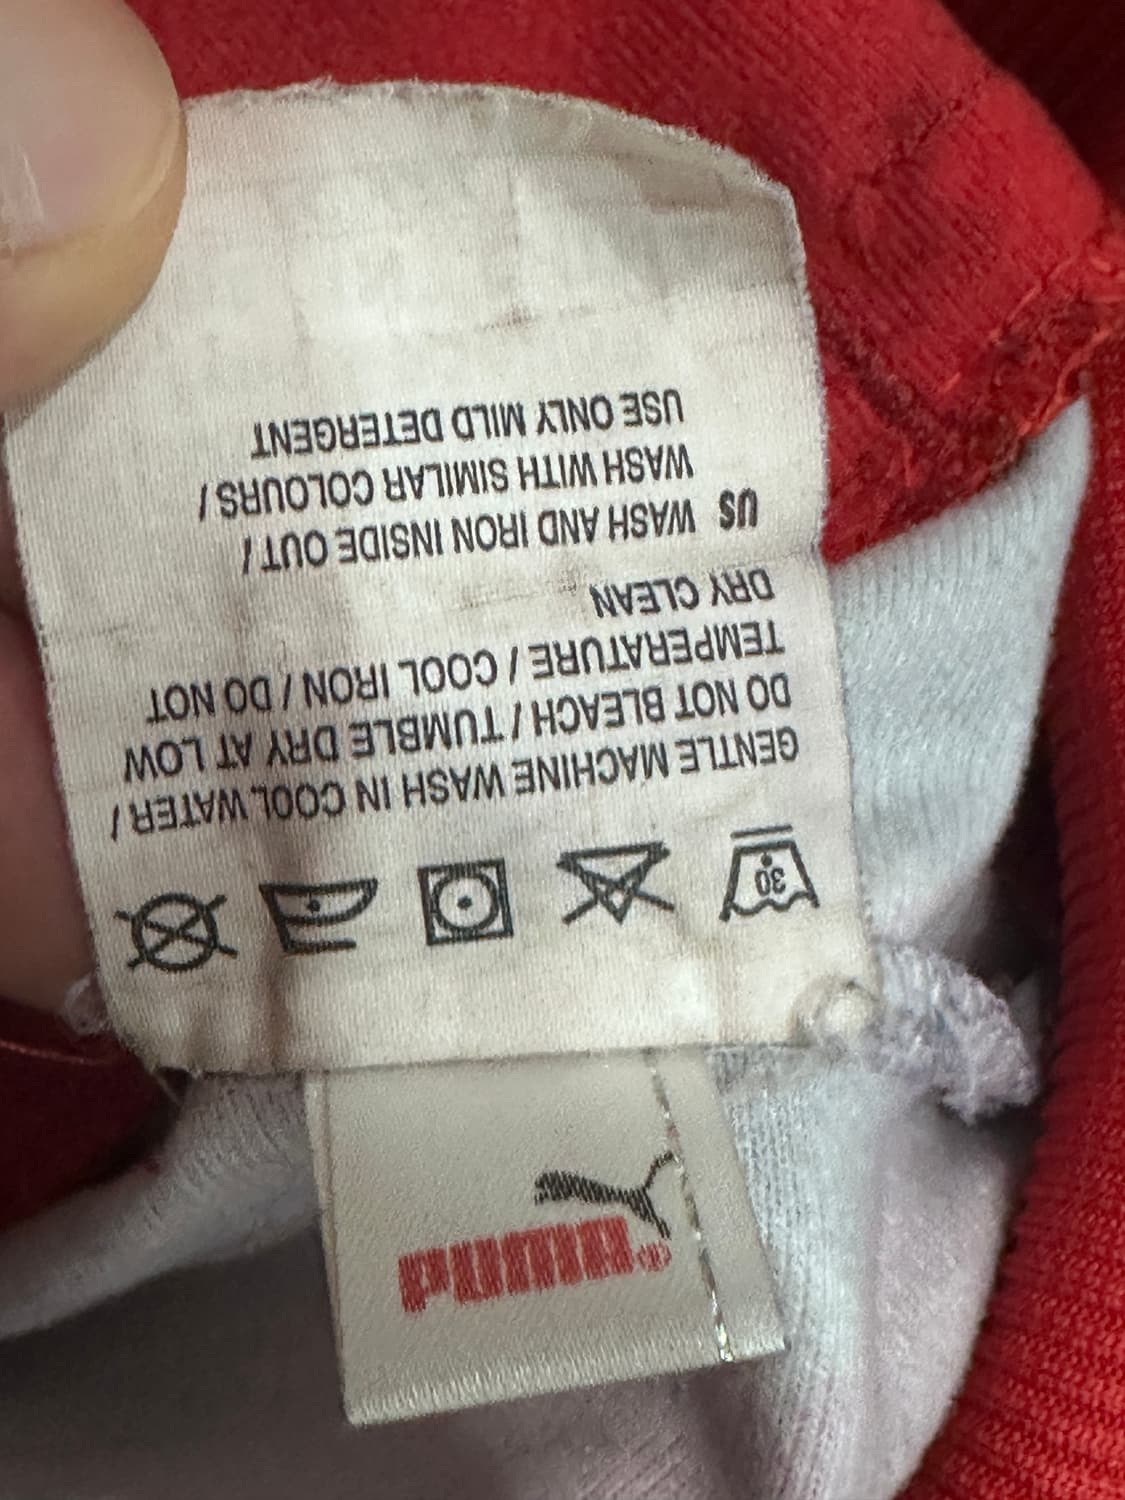 30
GENTLE MACHINE WASH IN COOL WATER /
DO NOT BLEACH / TUMBLE DRY AT LOW
TEMPERATURE / COOL IRON / DO NOT
DRY CLEAN
US WASH AND IRON INSIDE OUT /
WASH WITH SIMILAR COLOURS /
USE ONLY MILD DETERGENT
PUMA